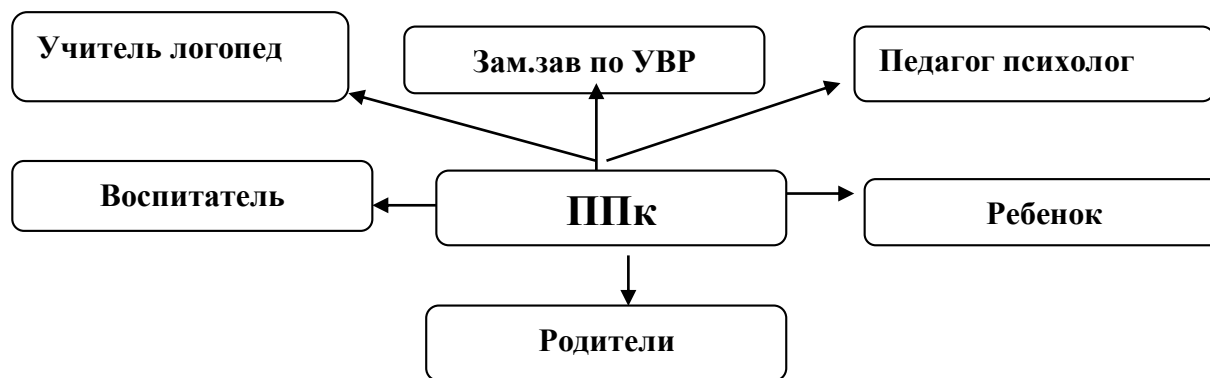 Учитель логопед
Зам.зав по УВР
Педагог психолог
Воспитатель
ППк
Ребенок
Родители